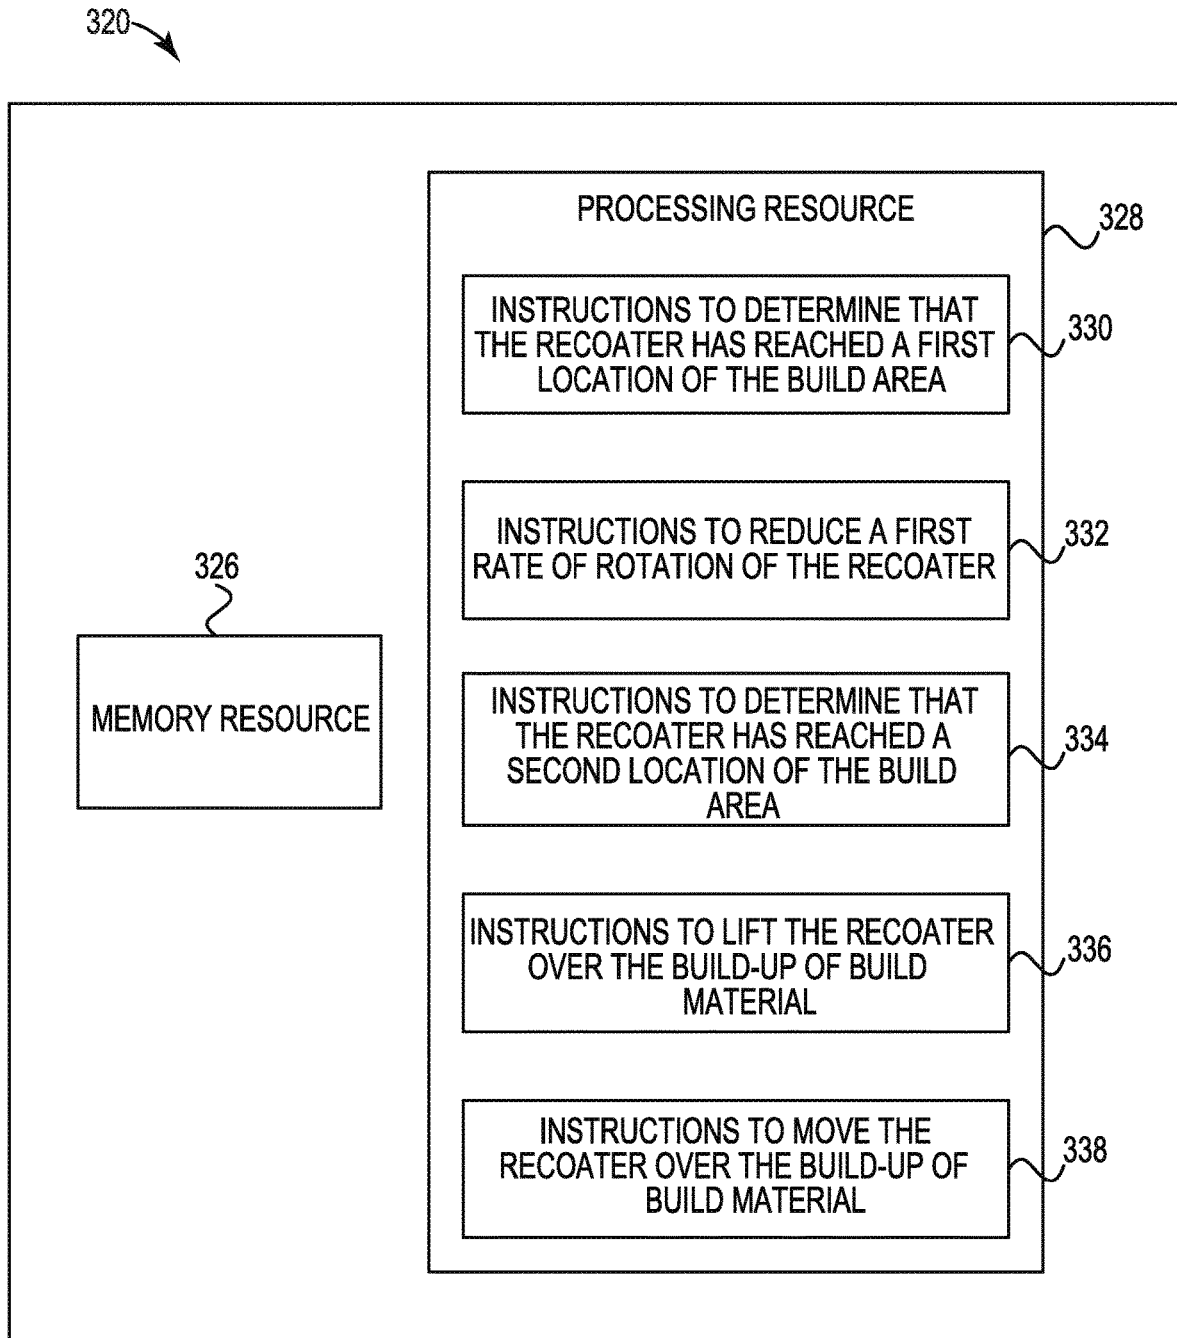 320
PROCESSING RESOURCE
328
INSTRUCTIONS TO DETERMINE THAT
THE RECOATER HAS REACHED A FIRST
LOCATION OF THE BUILD AREA
330
INSTRUCTIONS TO REDUCE A FIRST
RATE OF ROTATION OF THE RECOATER
332
326
MEMORY RESOURCE
INSTRUCTIONS TO DETERMINE THAT
THE RECOATER HAS REACHED A
SECOND LOCATION OF THE BUILD
AREA
334
INSTRUCTIONS TO LIFT THE RECOATER
OVER THE BUILD-UP OF BUILD
MATERIAL
336
INSTRUCTIONS TO MOVE THE
RECOATER OVER THE BUILD-UP OF
BUILD MATERIAL
338